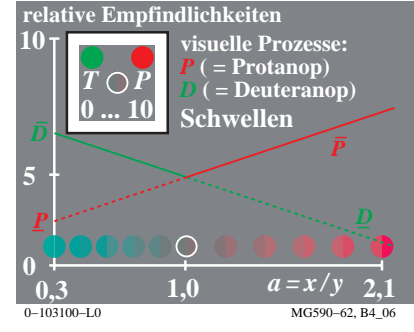 relative Empfindlichkeiten
10
visuelle Prozesse:
P ( = Protanop)
T P
D ( = Deuteranop)
0 ... 10
Schwellen
D̄
P̄
5
P̲
D̲
0
0,3 1,0 a = x / y 2,1
0-103100-L0 MG590-62, B4_06